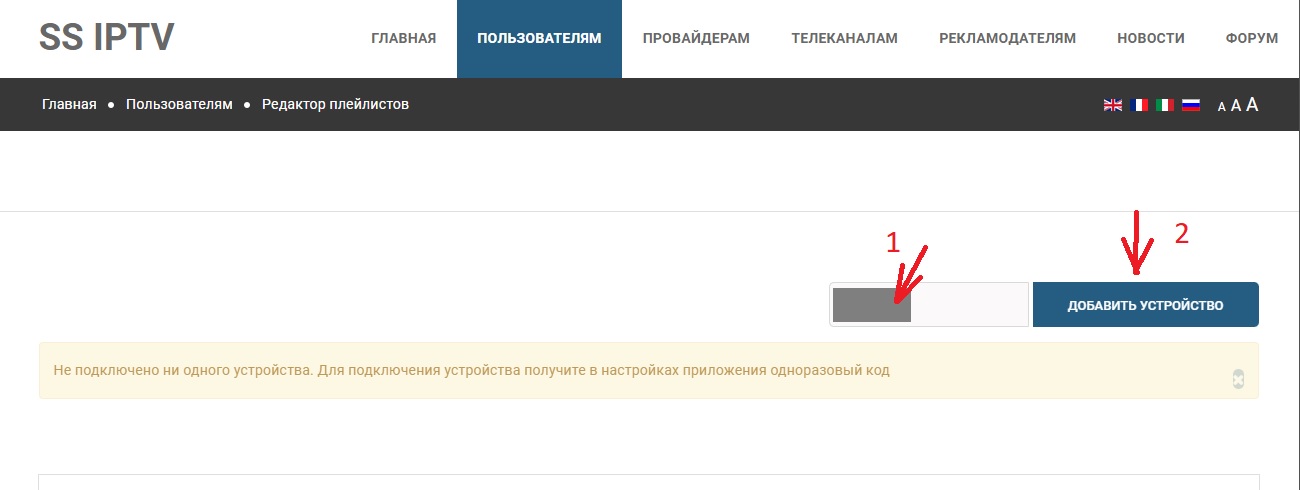 SS IPTV
ГЛАВНАЯ ПОЛЬЗОВАТЕЛЯМ ПРОВАЙДЕРАМ ТЕЛЕКАНАЛАМ РЕКЛАМОДАТЕЛЯМ НОВОСТИ ФОРУМ
Главная • Пользователям • Редактор плейлистов
A A A
1
2
ДОБАВИТЬ УСТРОЙСТВО
Не подключено ни одного устройства. Для подключения устройства получите в настройках приложения одноразовый код